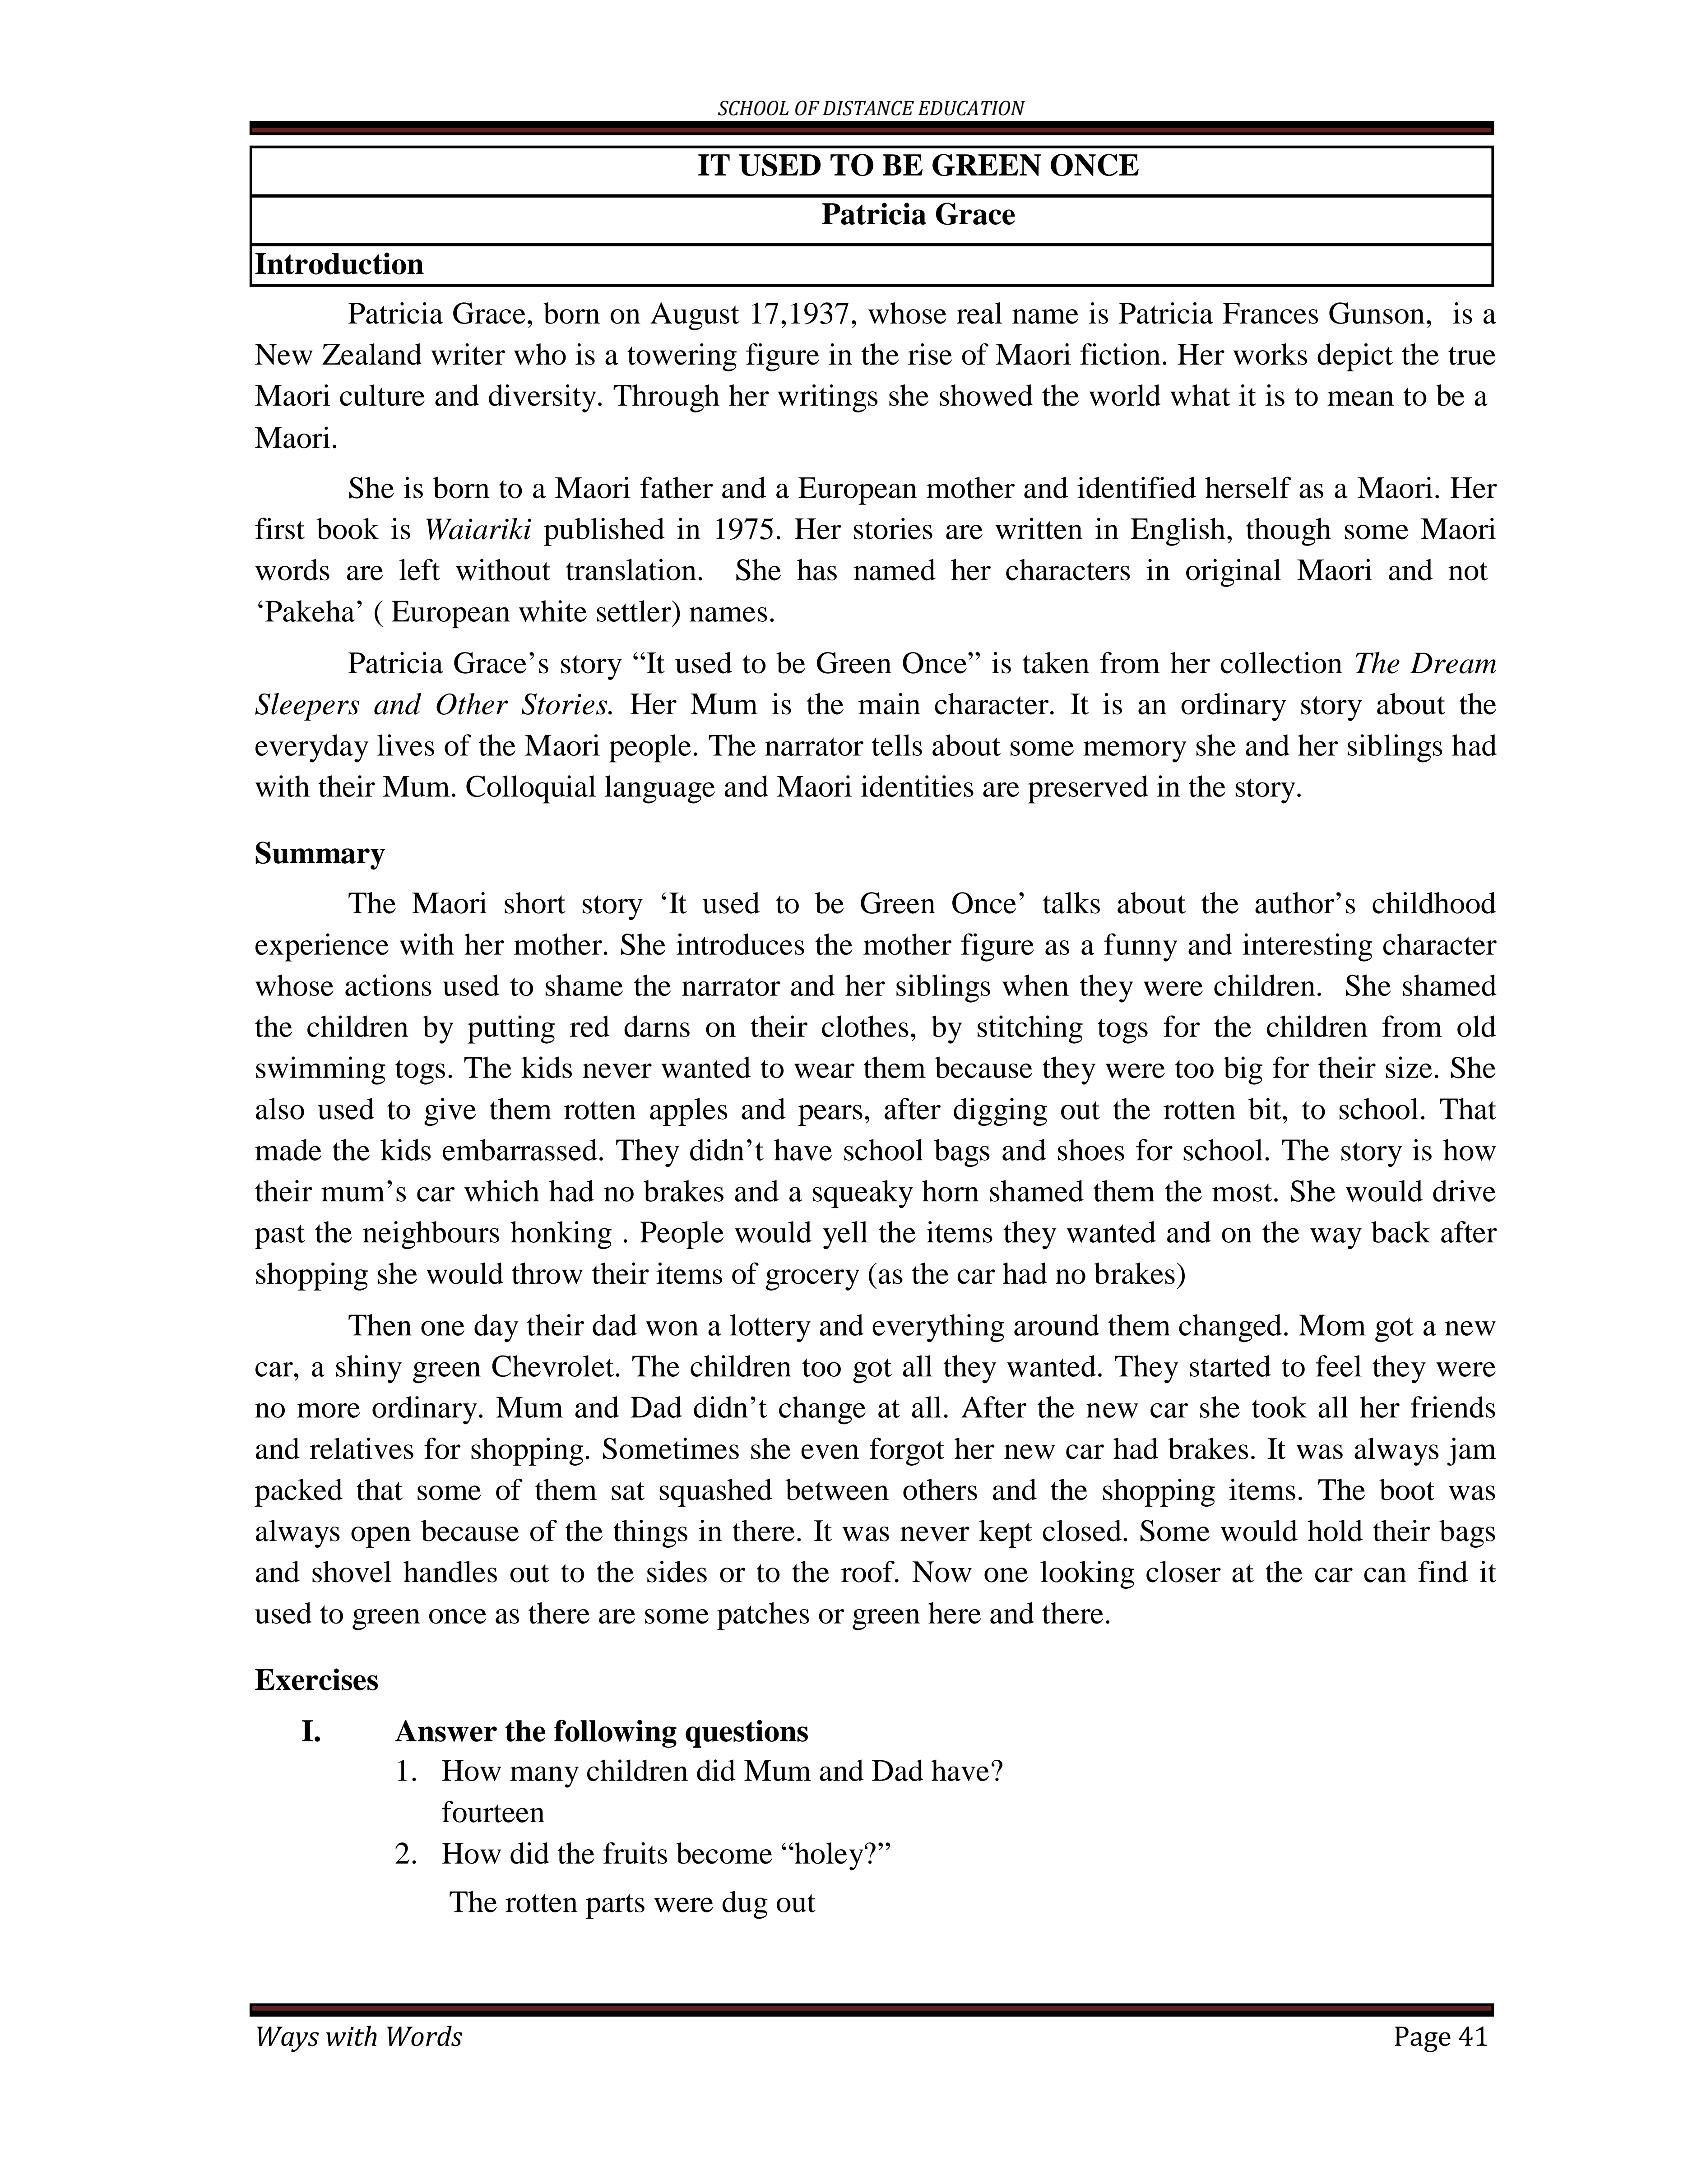 SCHOOL OF DISTANCE EDUCATION
IT USED TO BE GREEN ONCE
Patricia Grace
Introduction
Patricia Grace, born on August 17,1937, whose real name is Patricia Frances Gunson, is a
New Zealand writer who is a towering figure in the rise of Maori fiction. Her works depict the true
Maori culture and diversity. Through her writings she showed the world what it is to mean to be a
Maori.
She is born to a Maori father and a European mother and identified herself as a Maori. Her
first book is Waiariki published in 1975. Her stories are written in English, though some Maori
words are left without translation. She has named her characters in original Maori and not
‘Pakeha’ ( European white settler) names.
Patricia Grace’s story “It used to be Green Once” is taken from her collection The Dream
Sleepers and Other Stories. Her Mum is the main character. It is an ordinary story about the
everyday lives of the Maori people. The narrator tells about some memory she and her siblings had
with their Mum. Colloquial language and Maori identities are preserved in the story.
Summary
The Maori short story ‘It used to be Green Once’ talks about the author’s childhood
experience with her mother. She introduces the mother figure as a funny and interesting character
whose actions used to shame the narrator and her siblings when they were children. She shamed
the children by putting red darns on their clothes, by stitching togs for the children from old
swimming togs. The kids never wanted to wear them because they were too big for their size. She
also used to give them rotten apples and pears, after digging out the rotten bit, to school. That
made the kids embarrassed. They didn’t have school bags and shoes for school. The story is how
their mum’s car which had no brakes and a squeaky horn shamed them the most. She would drive
past the neighbours honking . People would yell the items they wanted and on the way back after
shopping she would throw their items of grocery (as the car had no brakes)
Then one day their dad won a lottery and everything around them changed. Mom got a new
car, a shiny green Chevrolet. The children too got all they wanted. They started to feel they were
no more ordinary. Mum and Dad didn’t change at all. After the new car she took all her friends
and relatives for shopping. Sometimes she even forgot her new car had brakes. It was always jam
packed that some of them sat squashed between others and the shopping items. The boot was
always open because of the things in there. It was never kept closed. Some would hold their bags
and shovel handles out to the sides or to the roof. Now one looking closer at the car can find it
used to green once as there are some patches or green here and there.
Exercises
I. Answer the following questions
1. How many children did Mum and Dad have?
fourteen
2. How did the fruits become “holey?”
The rotten parts were dug out
Ways with Words Page 41